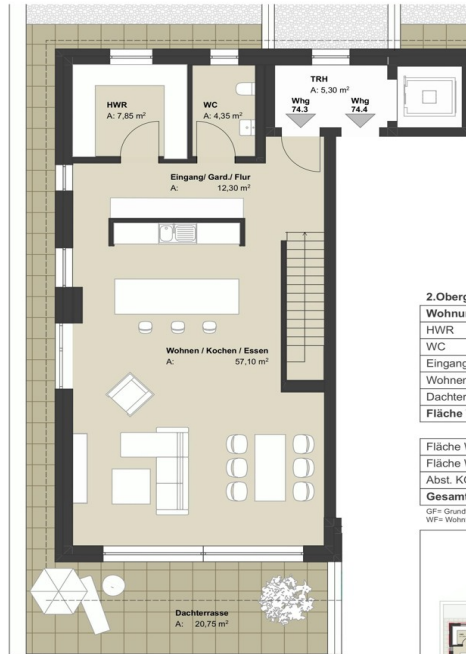 TRH
A: 5,30 m²
Whg
74.3
Whg
74.4
HWR
A: 7,85 m²
WC
A: 4,35 m²
Eingang/ Gard./ Flur
A: 12,30 m²
Wohnen / Kochen / Essen
A: 57,10 m²
Dachterrasse
A: 20,75 m²
2.Oberg
Wohnu
HWR
WC
Eingang
Wohner
Dachter
Fläche
Fläche
Fläche
Abst. KG
Gesamt
GF= Grund
WF= Wohn